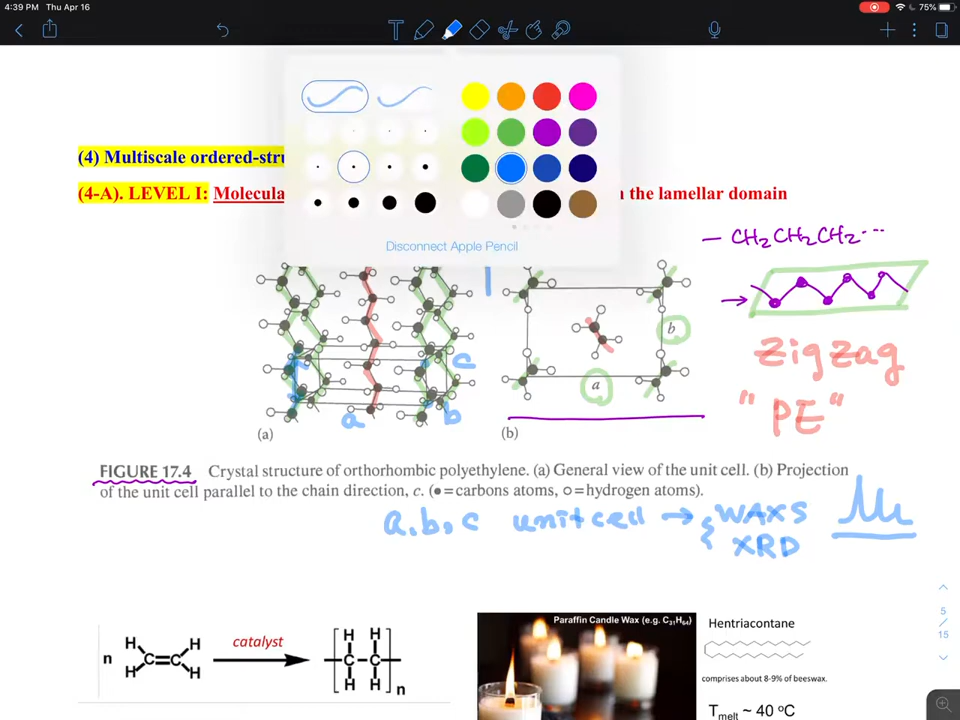 4:39 PM Thu Apr 16
75%
T
(4) Multiscale ordered-stru
(4-A). LEVEL I: Molecula
n the lamellar domain
Disconnect Apple Pencil
— CH2CH2CH2 ...
zigzag
"PE"
a
b
c
a
b
(a)
(b)
FIGURE 17.4 Crystal structure of orthorhombic polyethylene. (a) General view of the unit cell. (b) Projection
of the unit cell parallel to the chain direction, c. (●=carbons atoms, ○=hydrogen atoms).
a, b, c unit cell → { WAXS
XRD
5
/
15
n
H H
C=C
H H
catalyst
H H
C-C
H H
n
Paraffin Candle Wax (e.g. C31H64)
Hentriacontane
comprises about 8-9% of beeswax.
Tmelt ~ 40 °C